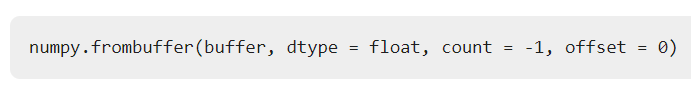 numpy.frombuffer(buffer, dtype = float, count = -1, offset = 0)